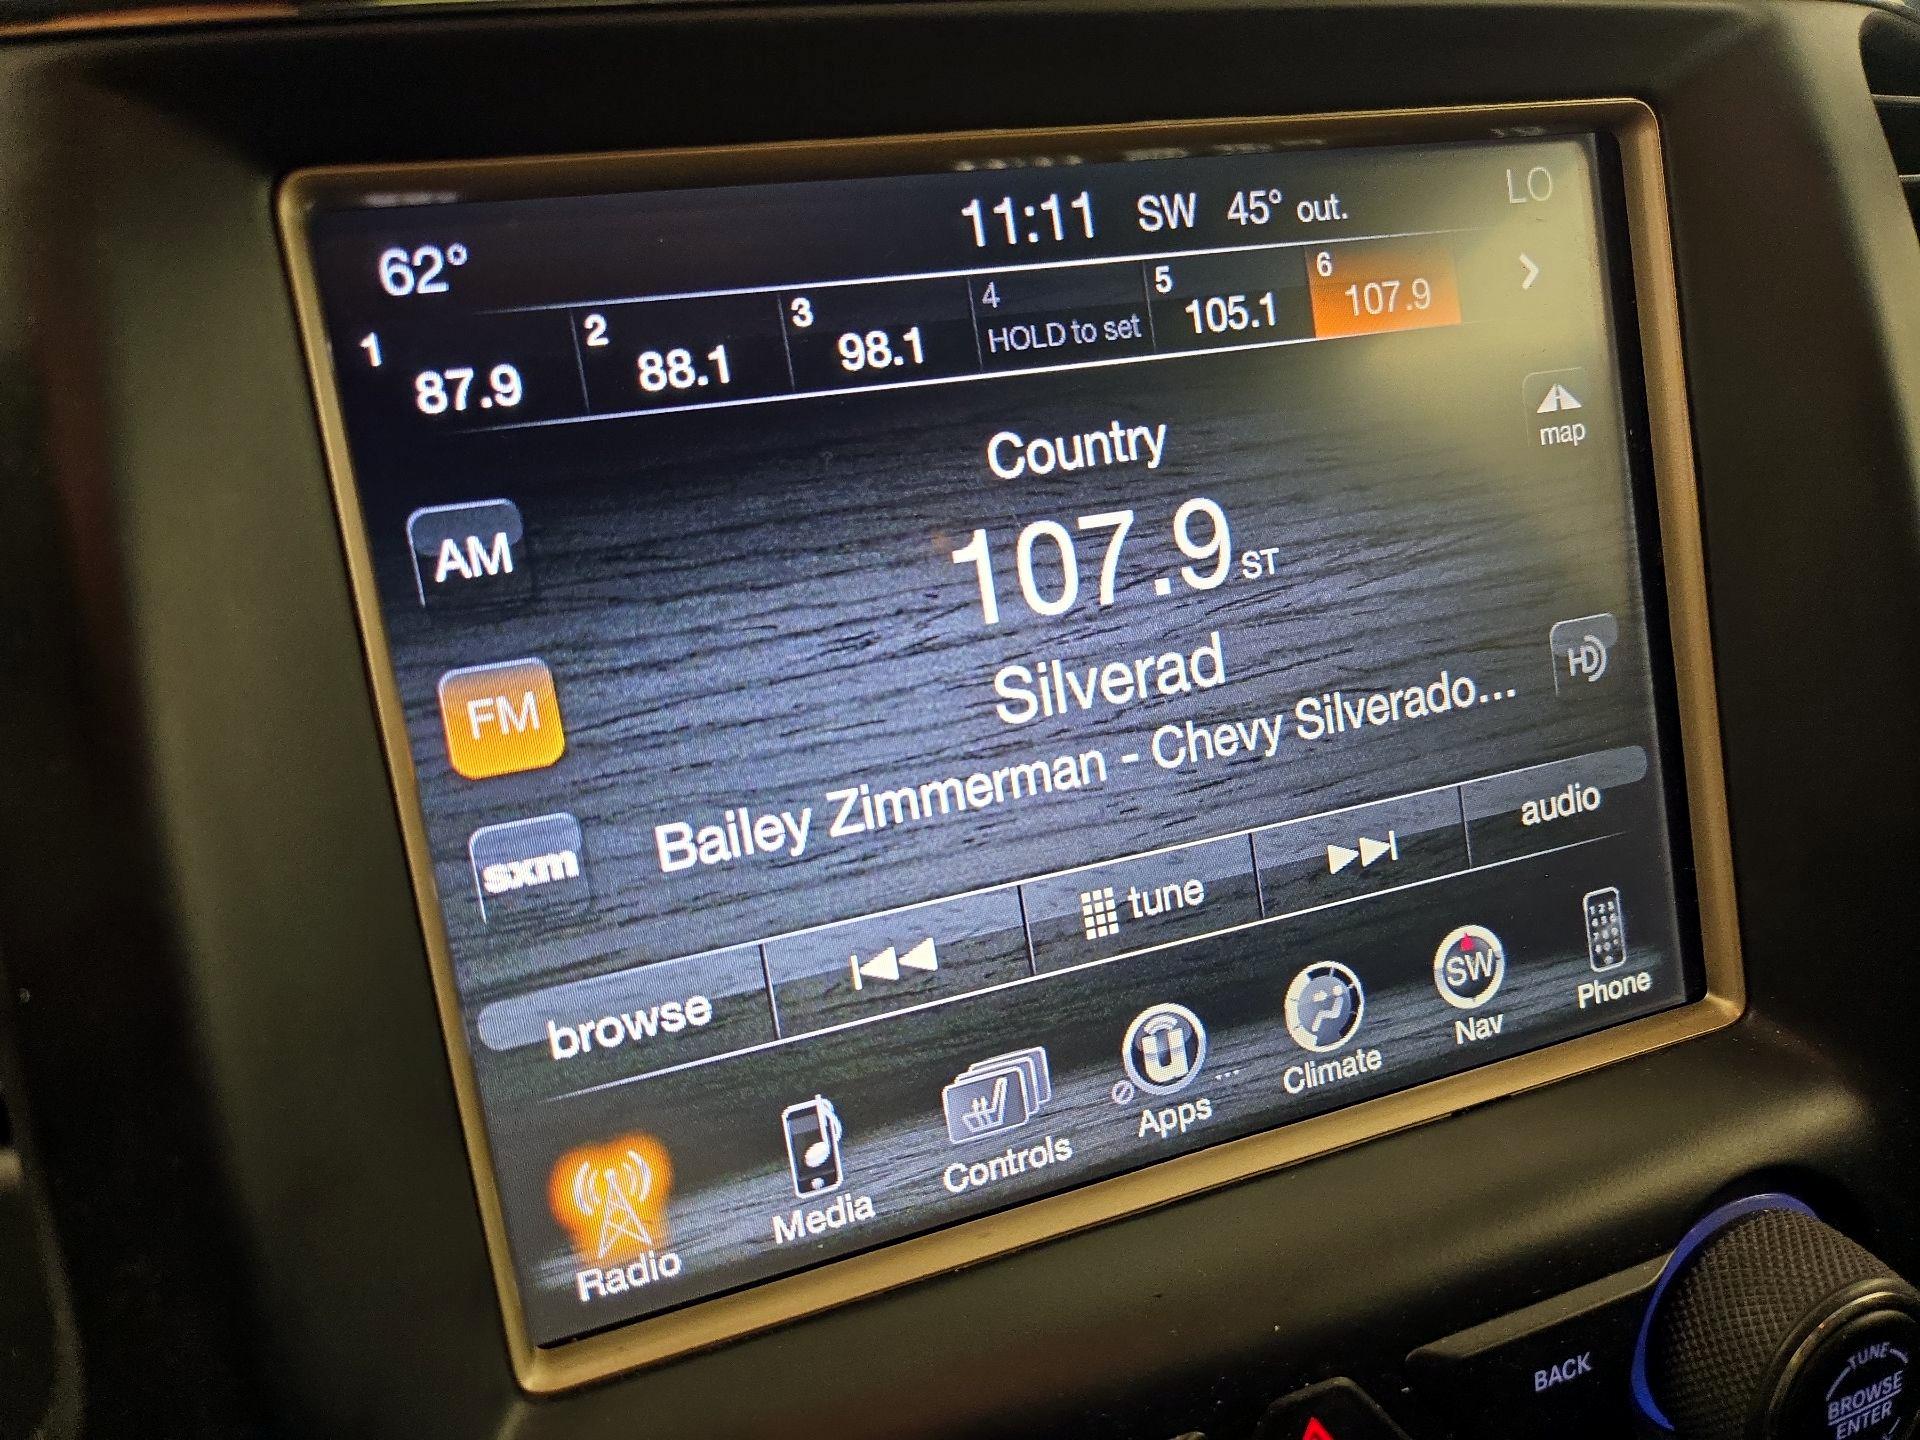 11:11 SW 45° out. LO
62°
1 87.9 2 88.1 3 98.1 4 HOLD to set 5 105.1 6 107.9
map
Country
AM
107.9 ST
FM
Silverad
HD
Bailey Zimmerman - Chevy Silverado...
sxm
browse tune audio
Radio Media Controls Apps ... Climate SW Nav Phone
BACK
TUNE
BROWSE
ENTER